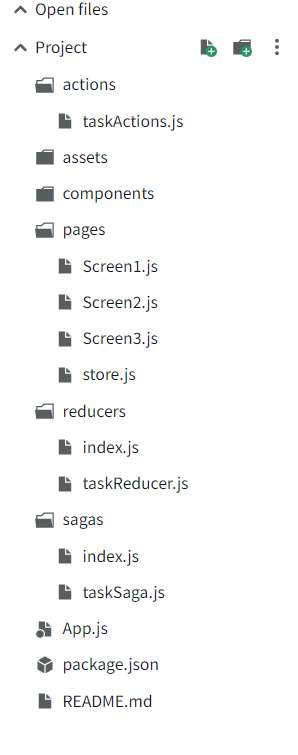 Open files
Project
actions
taskActions.js
assets
components
pages
Screen1.js
Screen2.js
Screen3.js
store.js
reducers
index.js
taskReducer.js
sagas
index.js
taskSaga.js
App.js
package.json
README.md